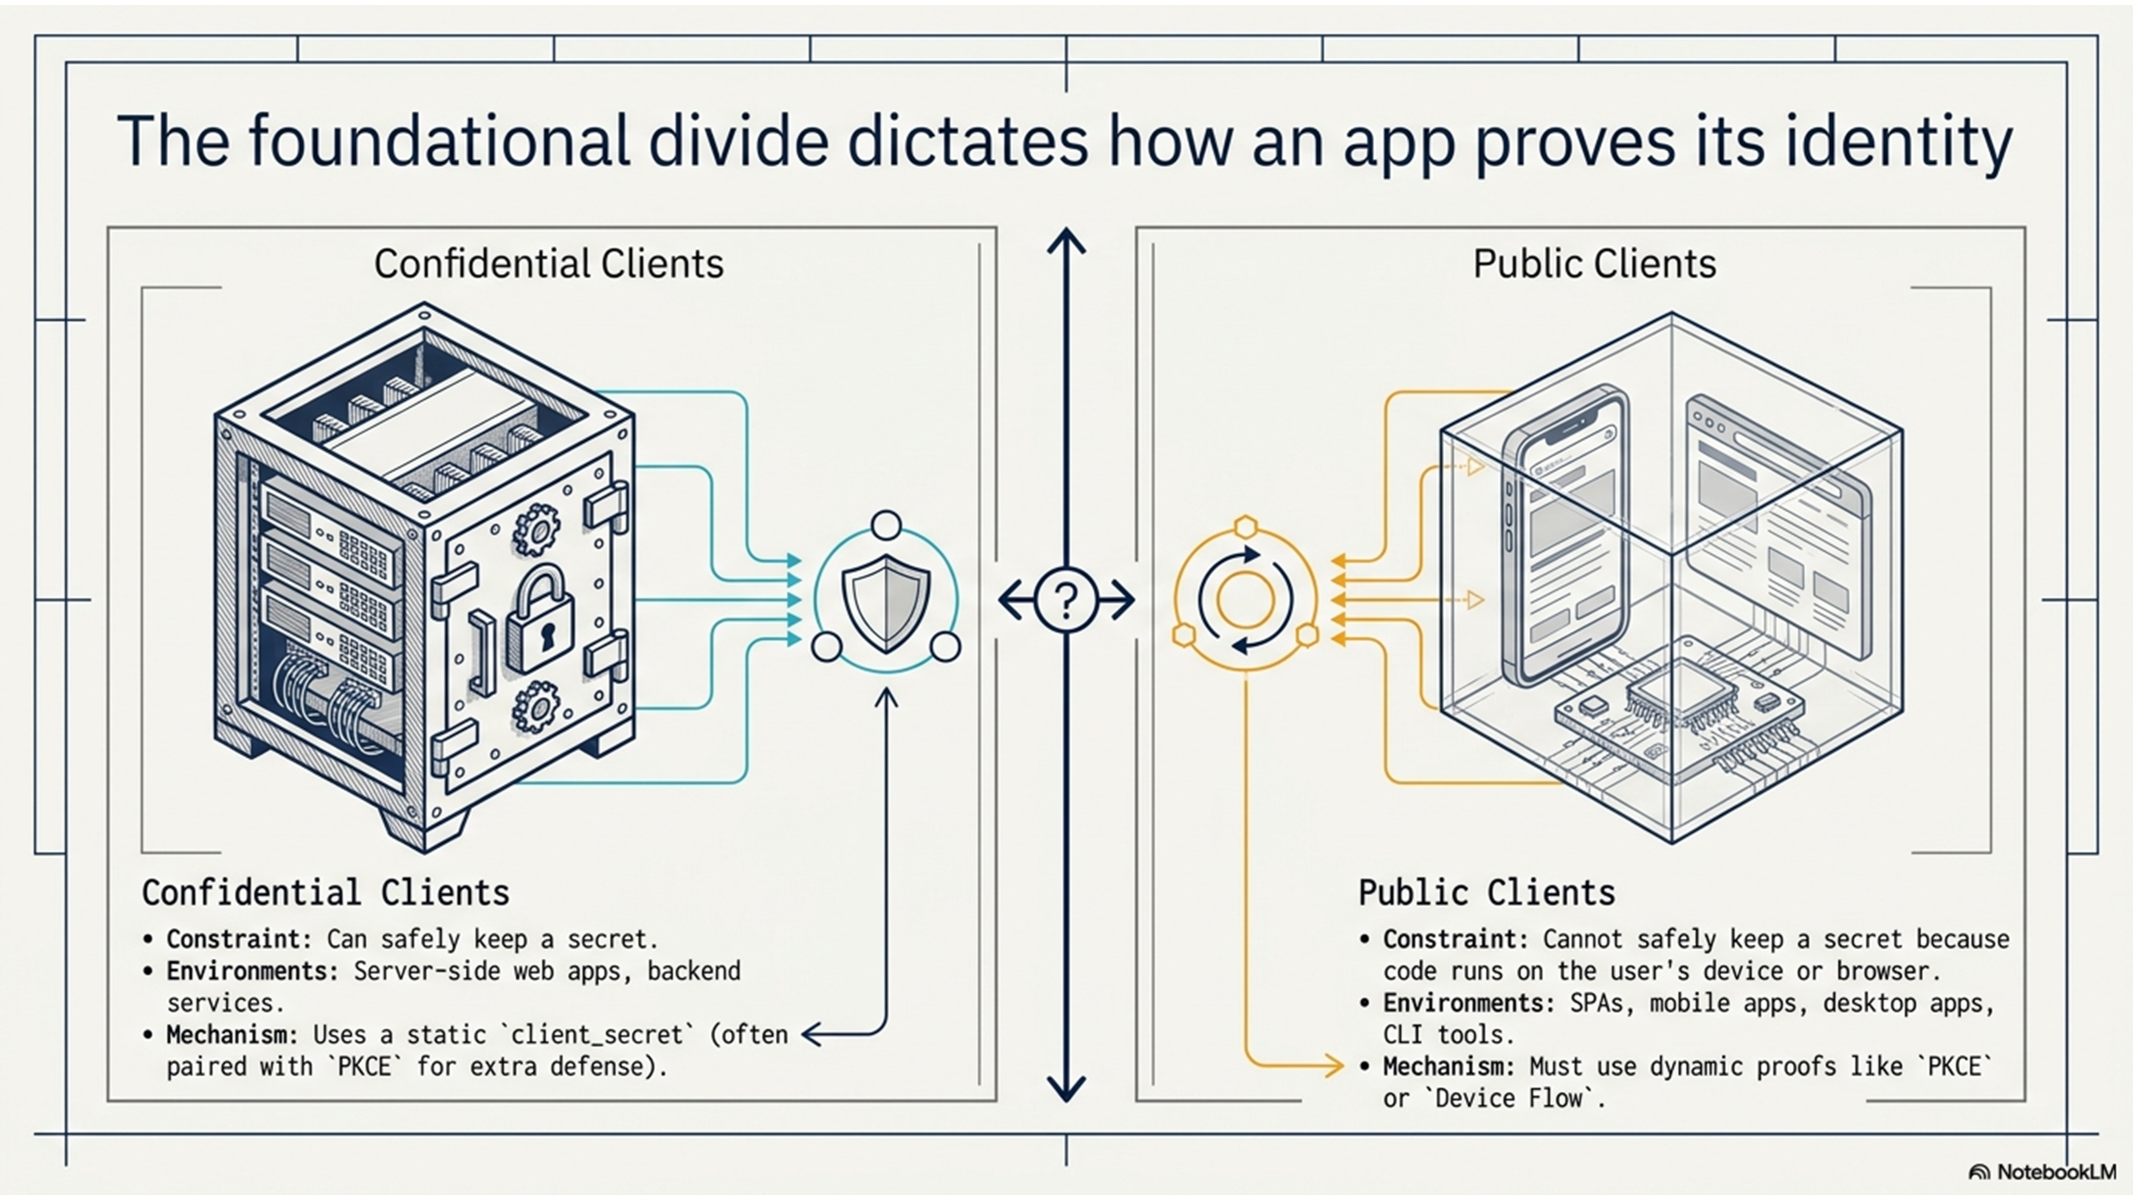 The foundational divide dictates how an app proves its identity
Confidential Clients
Confidential Clients
• Constraint: Can safely keep a secret.
• Environments: Server-side web apps, backend
services.
• Mechanism: Uses a static `client_secret` (often
paired with `PKCE` for extra defense).
?
Public Clients
Public Clients
• Constraint: Cannot safely keep a secret because
code runs on the user's device or browser.
• Environments: SPAs, mobile apps, desktop apps,
CLI tools.
• Mechanism: Must use dynamic proofs like `PKCE`
or `Device Flow`.
NotebookLM